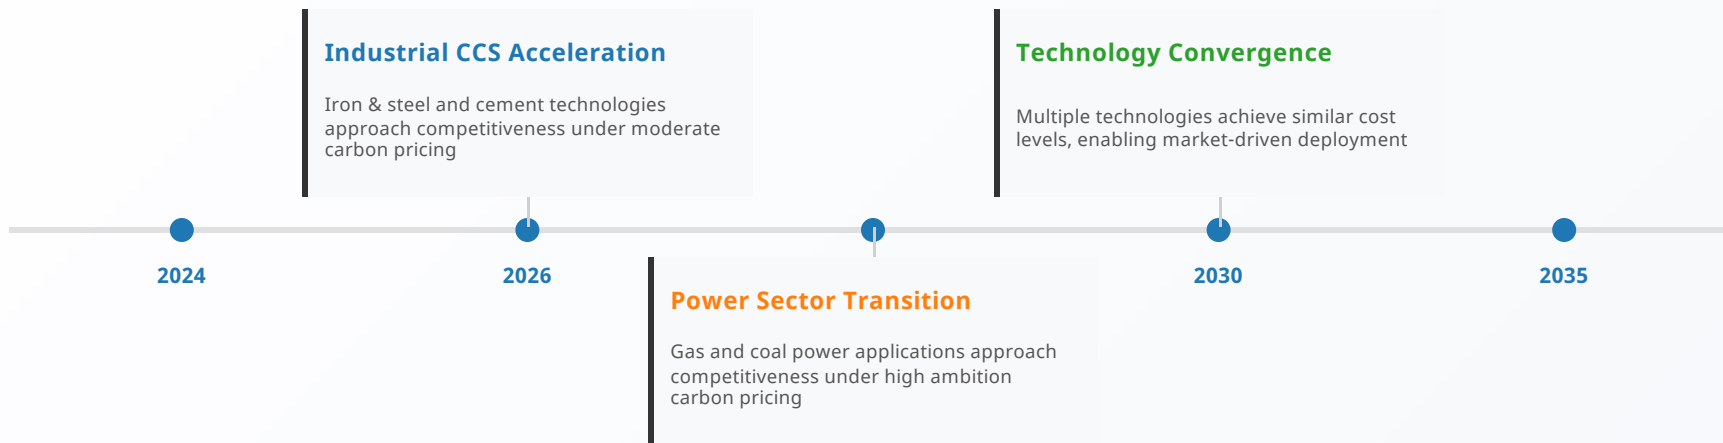 Industrial CCS Acceleration
Iron & steel and cement technologies
approach competitiveness under moderate
carbon pricing
Technology Convergence
Multiple technologies achieve similar cost
levels, enabling market-driven deployment
2024
2026
2030
2035
Power Sector Transition
Gas and coal power applications approach
competitiveness under high ambition
carbon pricing